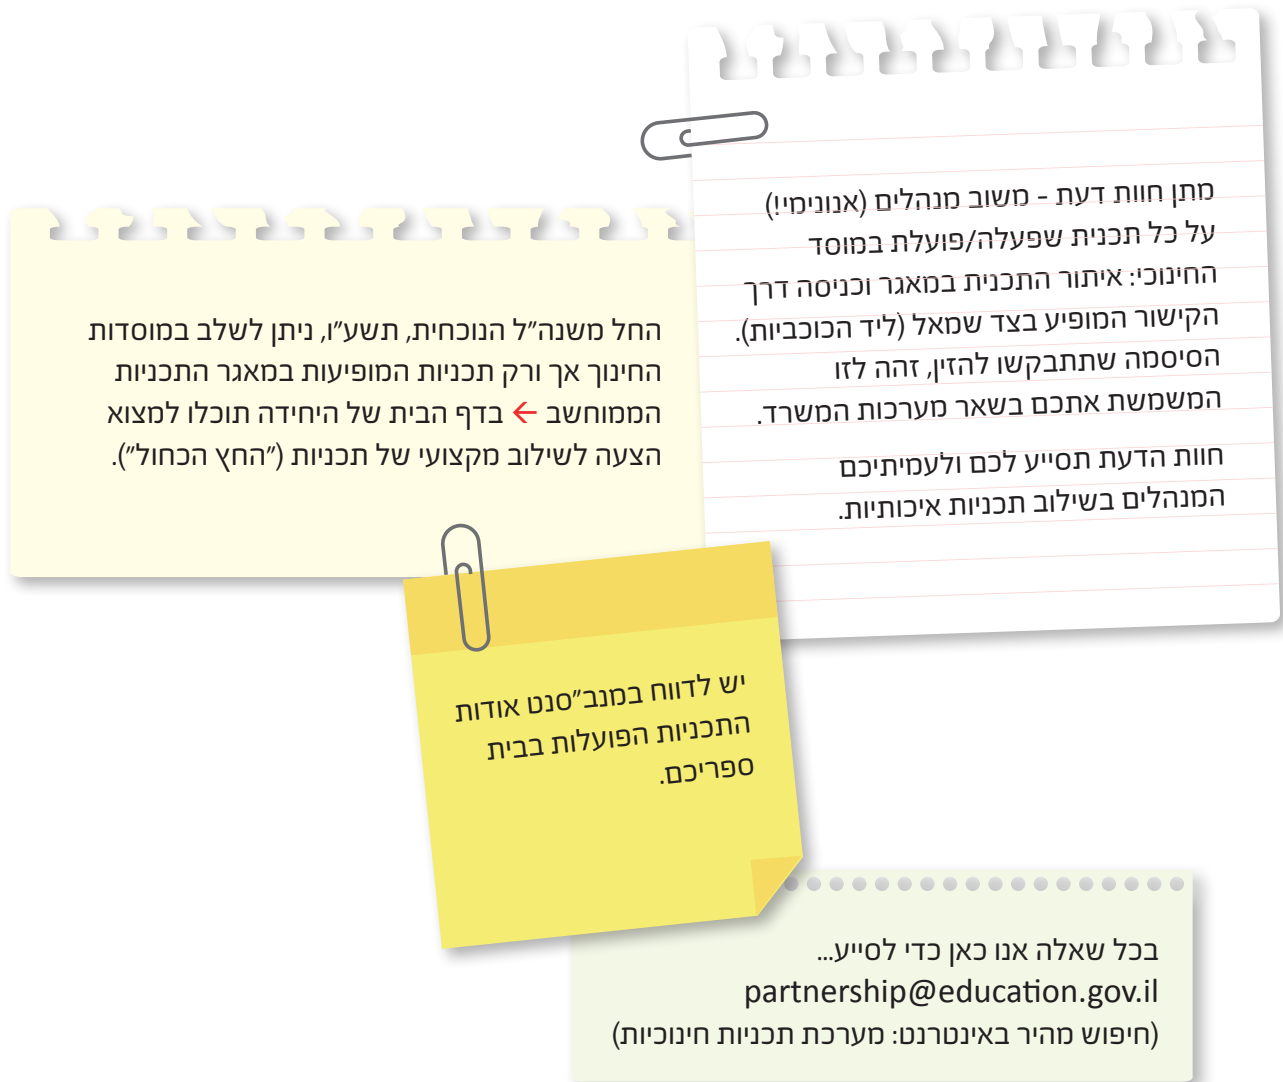 מתן חוות דעת - משוב מנהלים (אנונימי!)
על כל תכנית שפעלה/פועלת במוסד
החינוכי: איתור התכנית במאגר וכניסה דרך
הקישור המופיע בצד שמאל (ליד הכוכביות).
הסיסמה שתתבקשו להזין, זהה לזו
המשמשת אתכם בשאר מערכות המשרד.
חוות הדעת תסייע לכם ולעמיתיכם
המנהלים בשילוב תכניות איכותיות.
החל משנה"ל הנוכחית, תשע"ו, ניתן לשלב במוסדות
החינוך אך ורק תכניות המופיעות במאגר התכניות
הממוחשב ← בדף הבית של היחידה תוכלו למצוא
הצעה לשילוב מקצועי של תכניות ("החץ הכחול").
יש לדווח במנב"סנט אודות
התכניות הפועלות בבית
ספריכם.
בכל שאלה אנו כאן כדי לסייע...
partnership@education.gov.il
(חיפוש מהיר באינטרנט: מערכת תכניות חינוכיות)